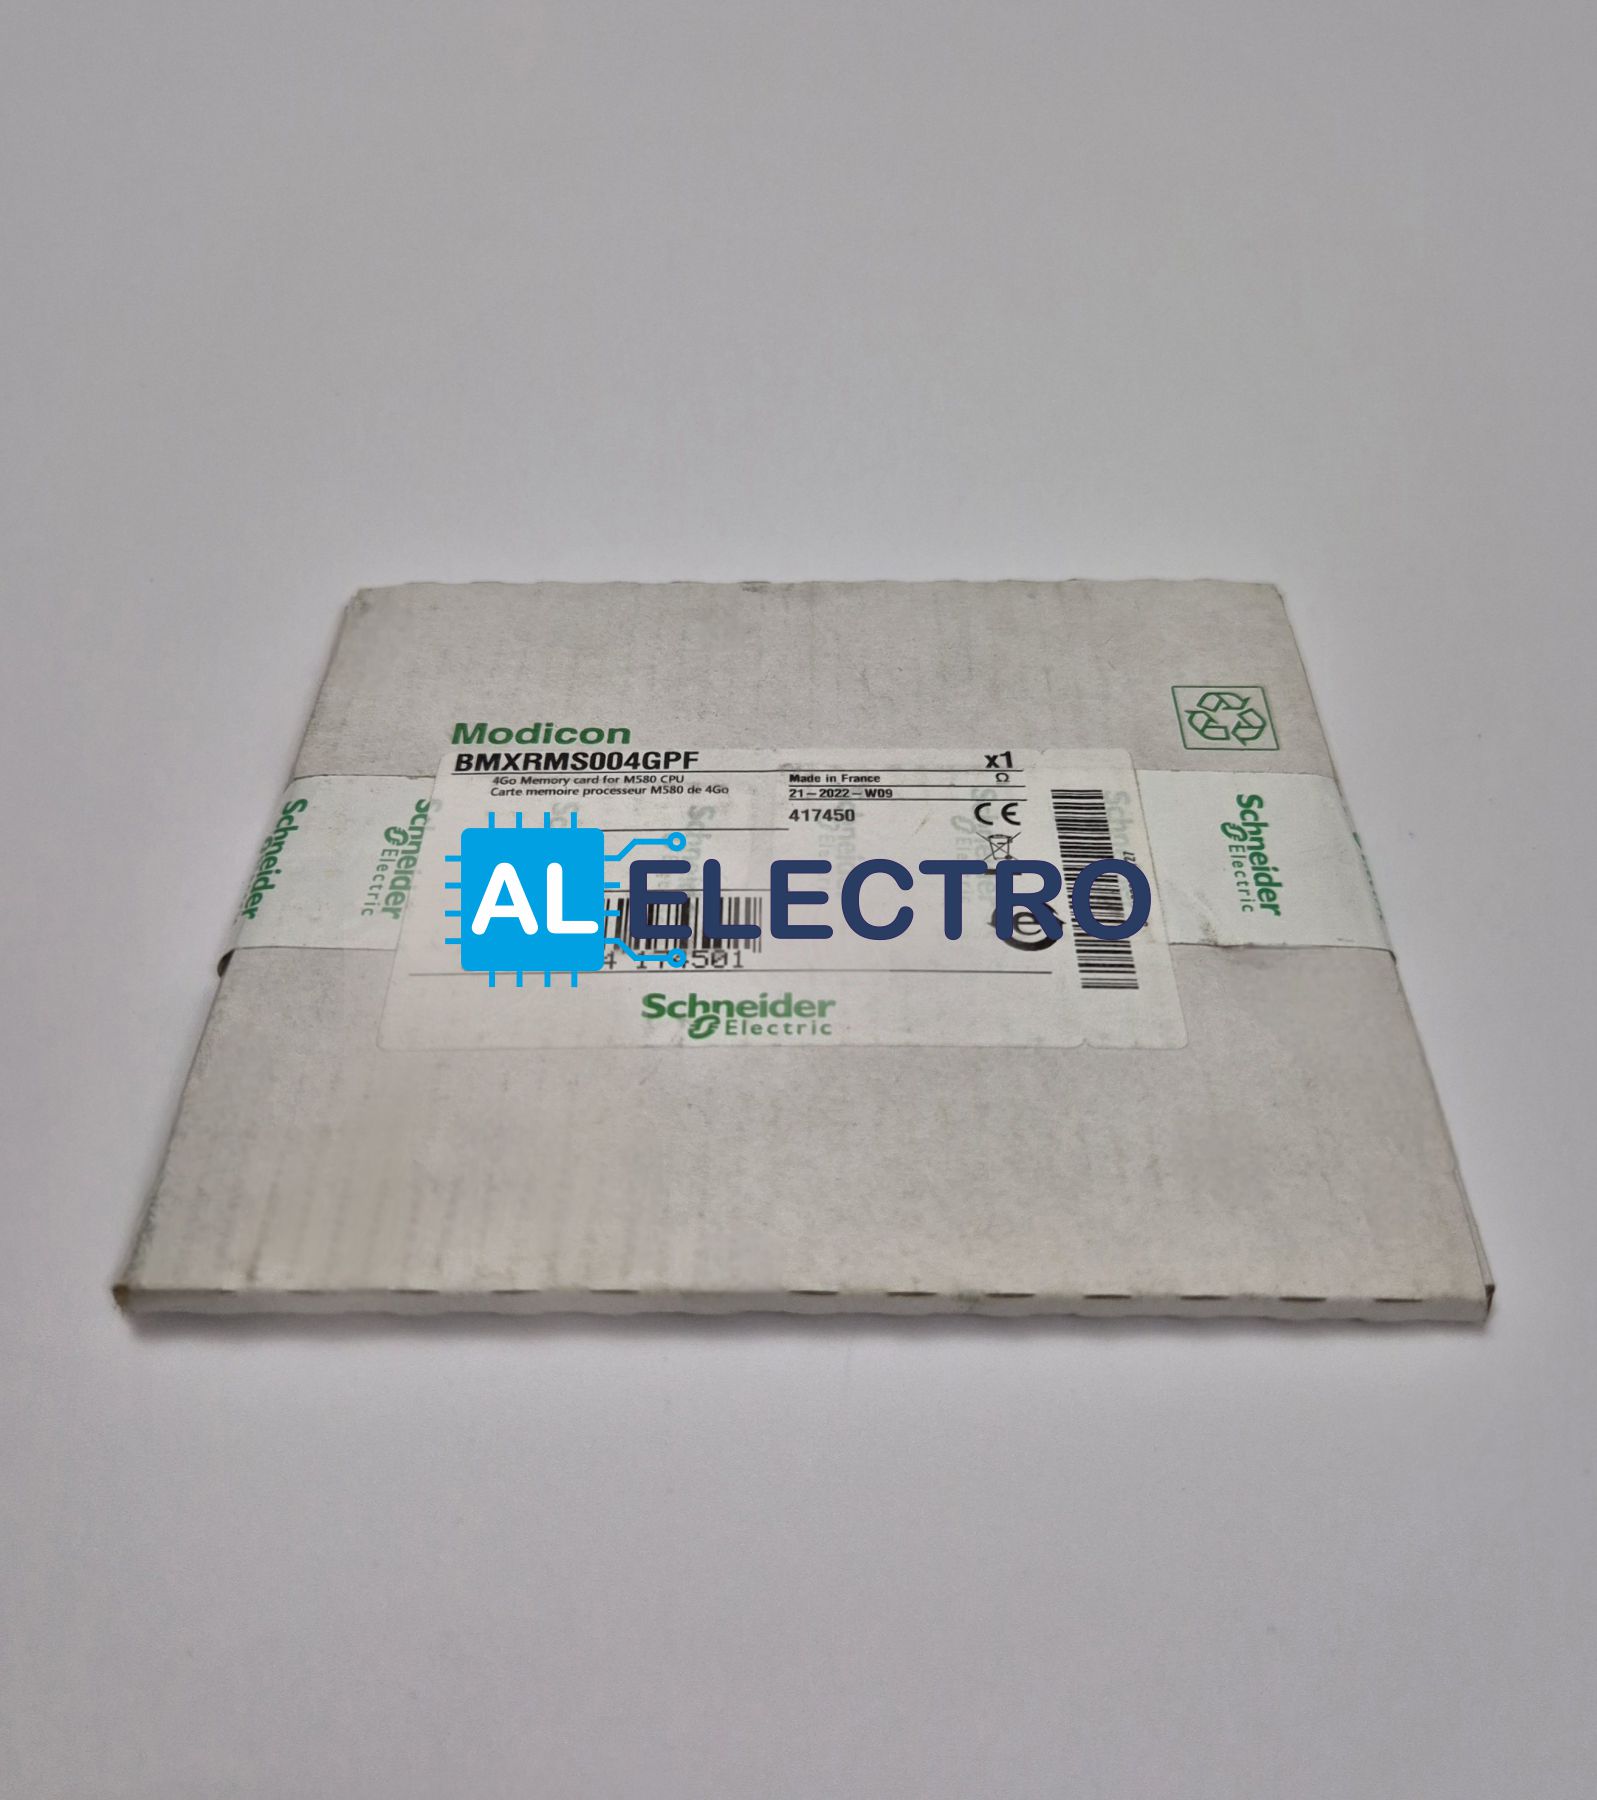 Modicon
BMXRMS004GPF
x1
4Go Memory card for M580 CPU
Carte memoire processeur M580 de 4Go
Made in France
Ω
21-2022-W09
417450
CE
AL ELECTRO
501
Schneider
Electric
Schneider
Electric
Schneider
Electric
Schneider